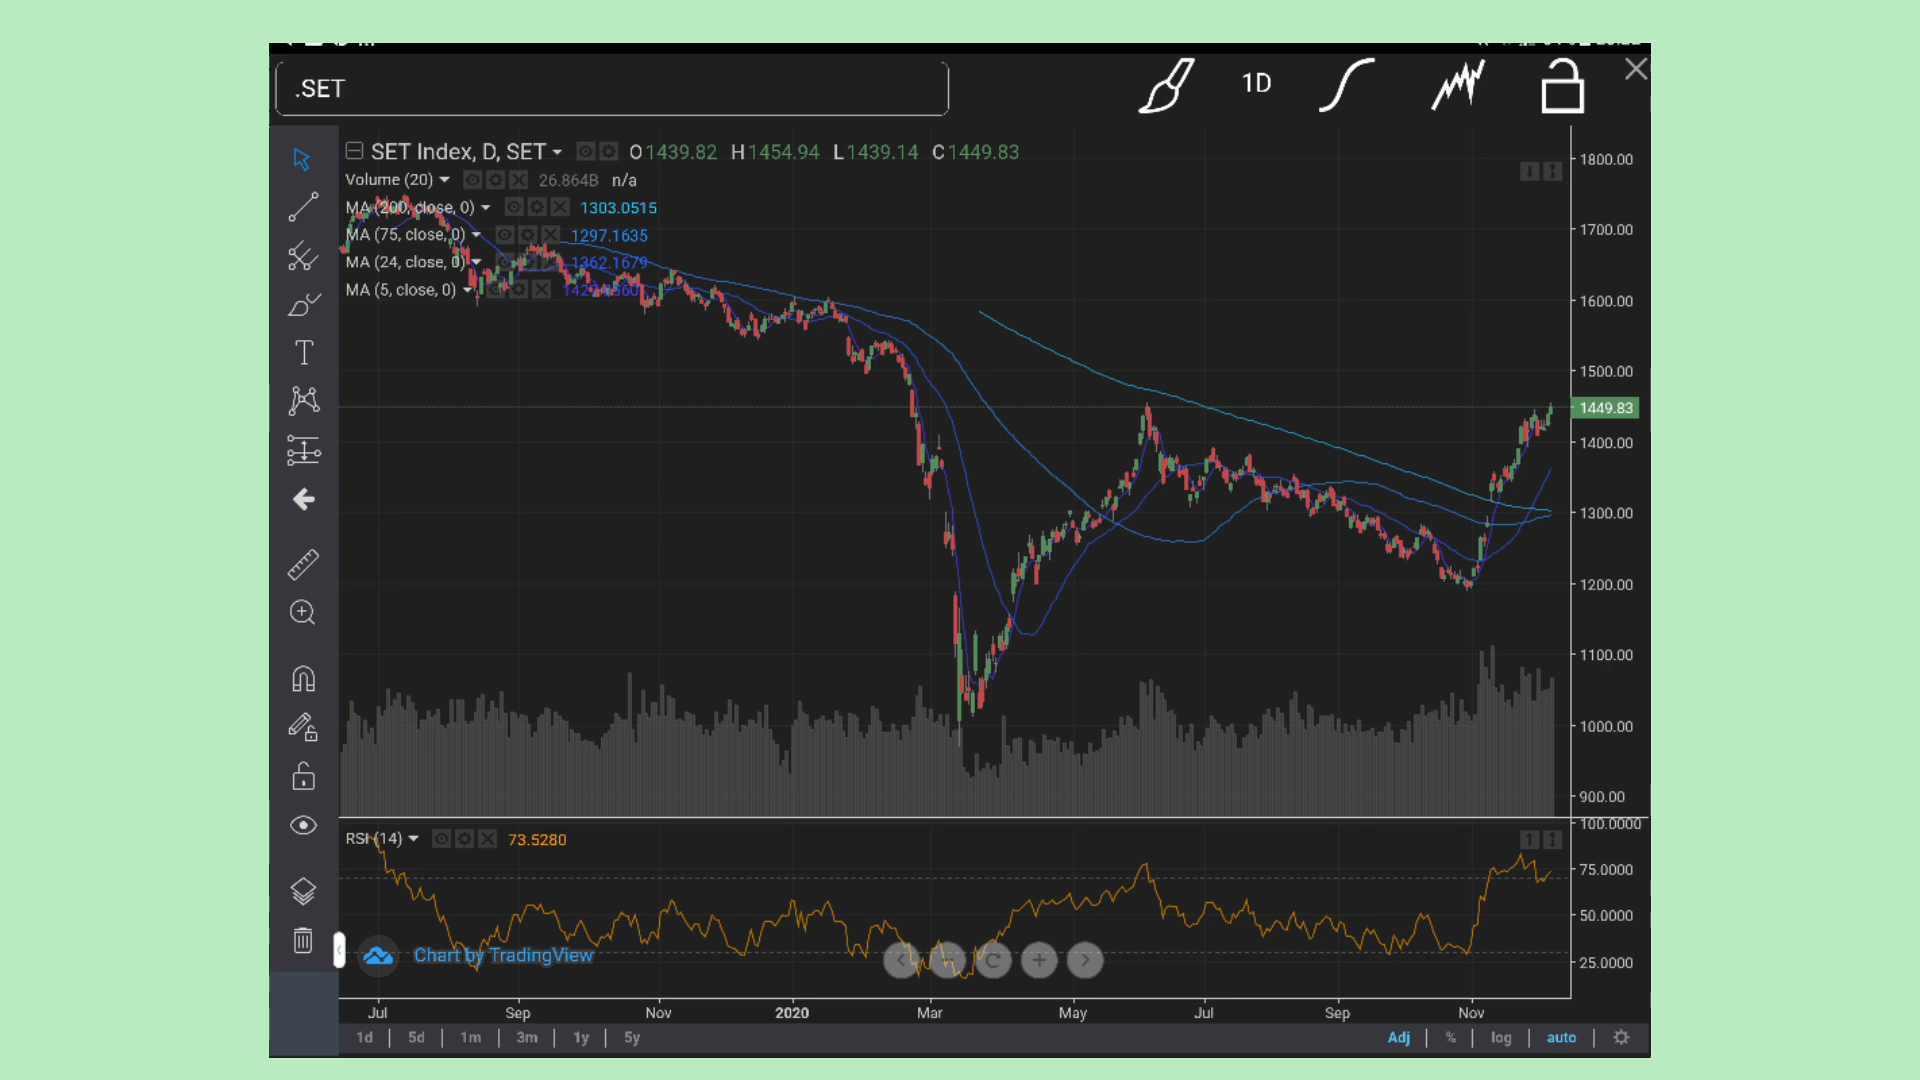 .SET
1D
SET Index, D, SET O1439.82 H1454.94 L1439.14 C1449.83
Volume (20) 26.864B n/a
MA (200, close, 0) 1303.0515
MA (75, close, 0) 1297.1635
MA (24, close, 0) 1362.1679
MA (5, close, 0)
1800.00
1700.00
1600.00
1500.00
1449.83
1400.00
1300.00
1200.00
1100.00
1000.00
900.00
RSI (14) 73.5280
100.0000
75.0000
50.0000
25.0000
Chart by TradingView
Jul Sep Nov 2020 Mar May Jul Sep Nov
1d 5d 1m 3m 1y 5y Adj % log auto